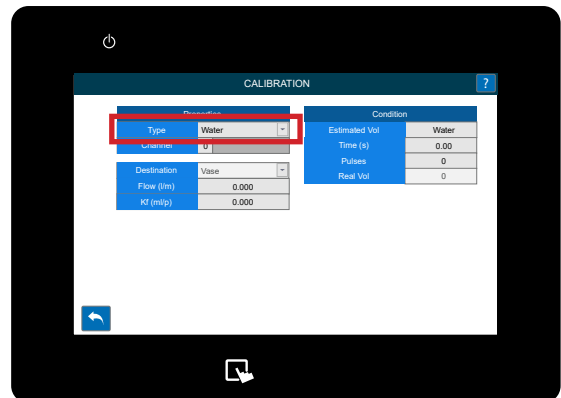 CALIBRATION ?
Properties
Type Water
Channel 0
Destination Vase
Flow (l/m) 0.000
Kf (ml/p) 0.000
Condition
Estimated Vol Water
Time (s) 0.00
Pulses 0
Real Vol 0